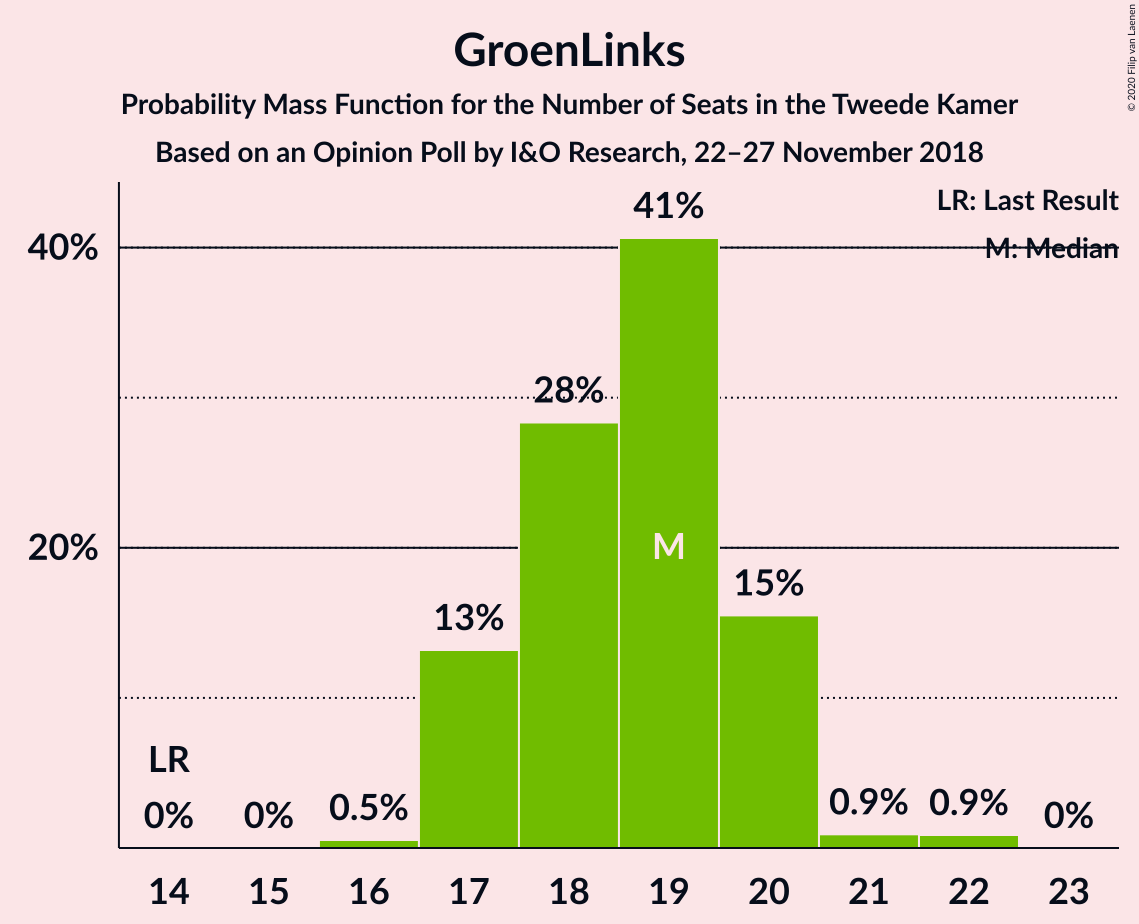 GroenLinks
Probability Mass Function for the Number of Seats in the Tweede Kamer
Based on an Opinion Poll by I&O Research, 22–27 November 2018
© 2020 Filip van Laenen
LR: Last Result
M: Median
40%
20%
41%
28%
M
15%
13%
LR
0%
0%
0.5%
0.9%
0.9%
0%
14 15 16 17 18 19 20 21 22 23